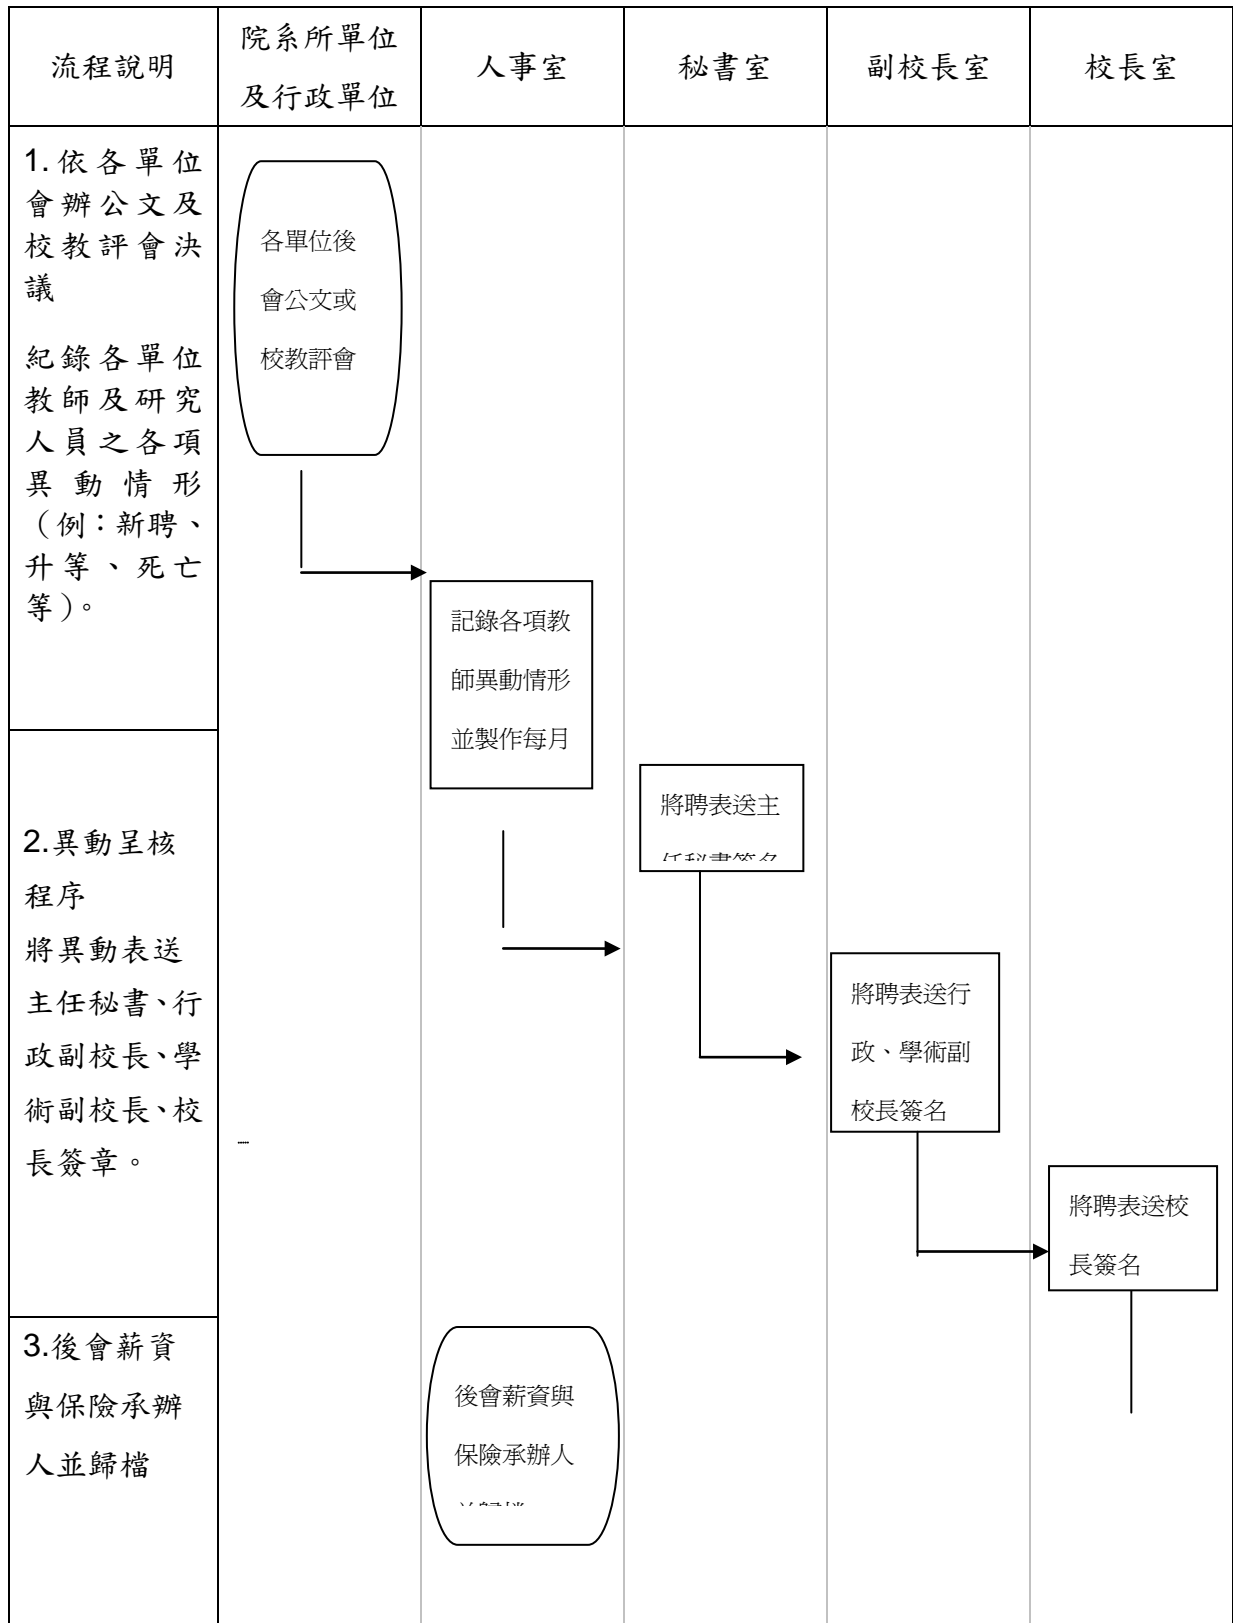 流程說明
院系所單位
及行政單位
人事室
秘書室
副校長室
校長室
1.依各單位
會辦公文及
校教評會決
議
紀錄各單位
教師及研究
人員之各項
異動情形
（例：新聘、
升等、死亡
等）。
各單位後
會公文或
校教評會
記錄各項教
師異動情形
並製作每月
2.異動呈核
程序
將異動表送
主任秘書、行
政副校長、學
術副校長、校
長簽章。
將聘表送主
任秘書簽名
將聘表送行
政、學術副
校長簽名
將聘表送校
長簽名
3.後會薪資
與保險承辦
人並歸檔
後會薪資與
保險承辦人
並歸檔